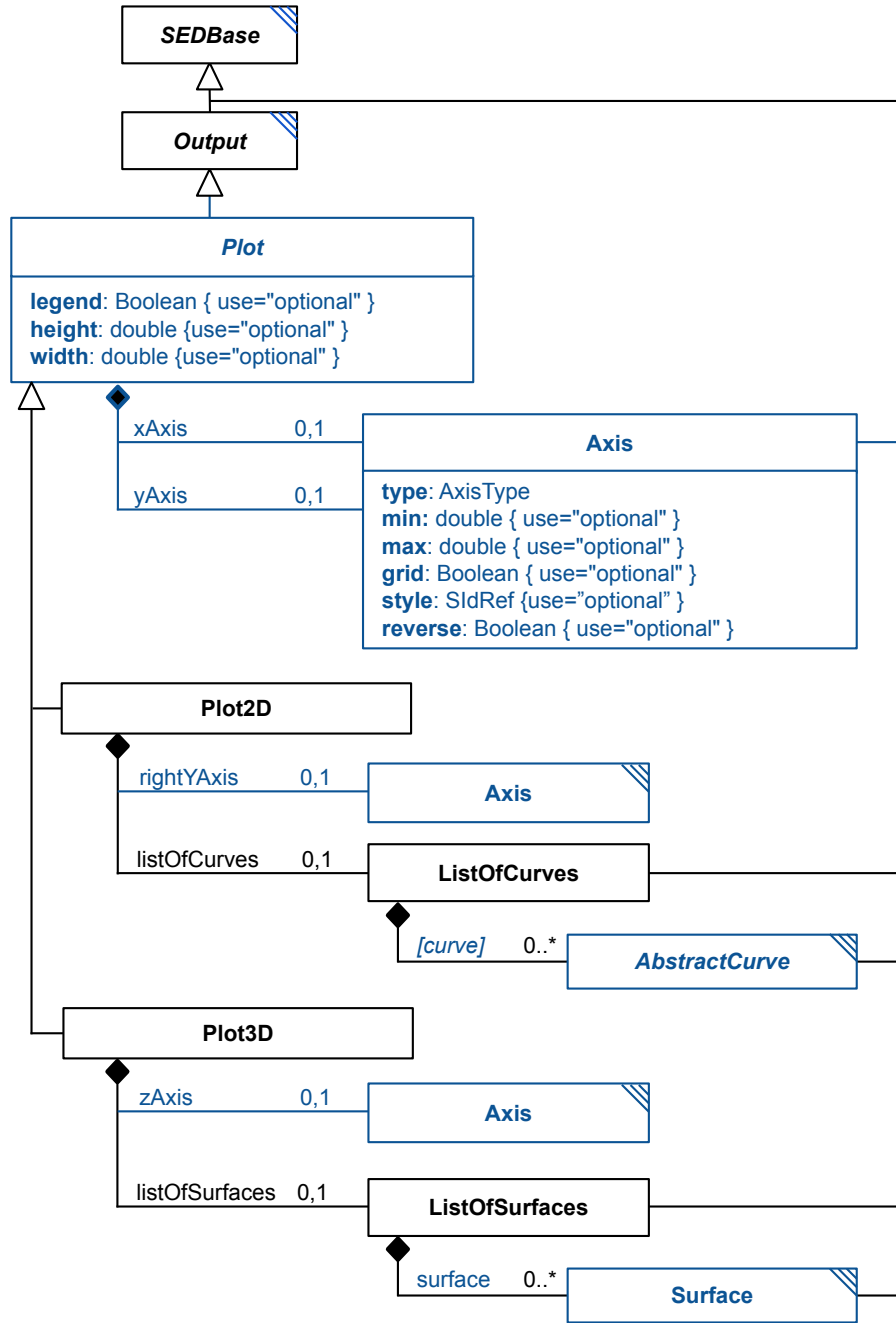 SEDBase
Output
Plot
legend: Boolean { use="optional" }
height: double {use="optional" }
width: double {use="optional" }
xAxis 0,1
yAxis 0,1
Axis
type: AxisType
min: double { use="optional" }
max: double { use="optional" }
grid: Boolean { use="optional" }
style: SIdRef {use=”optional” }
reverse: Boolean { use="optional" }
Plot2D
rightYAxis 0,1
Axis
listOfCurves 0,1
ListOfCurves
[curve] 0..*
AbstractCurve
Plot3D
zAxis 0,1
Axis
listOfSurfaces 0,1
ListOfSurfaces
surface 0..*
Surface